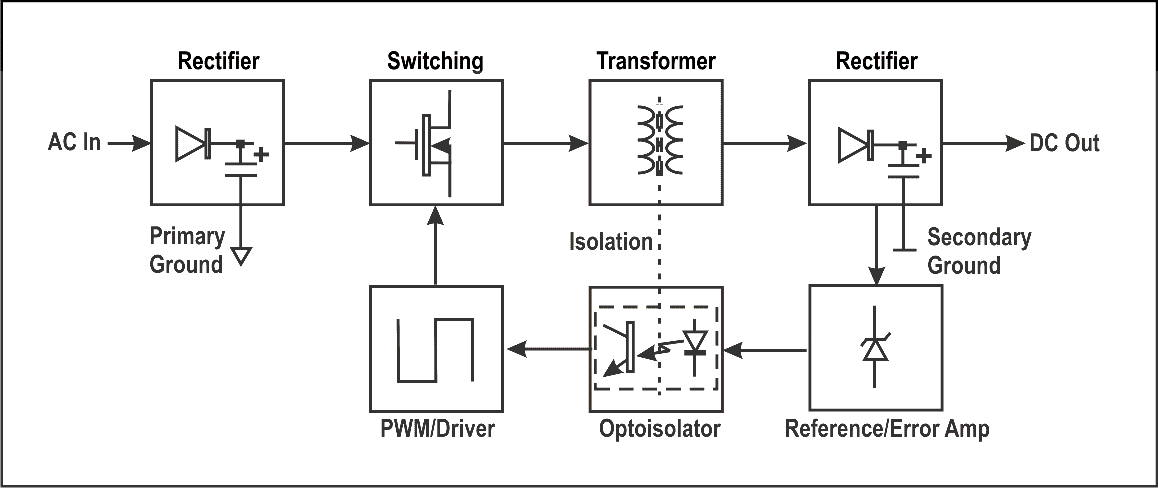 Rectifier
Switching
Transformer
Rectifier
AC In
+
+
DC Out
Primary
Ground
Isolation
Secondary
Ground
PWM/Driver
Optoisolator
Reference/Error Amp